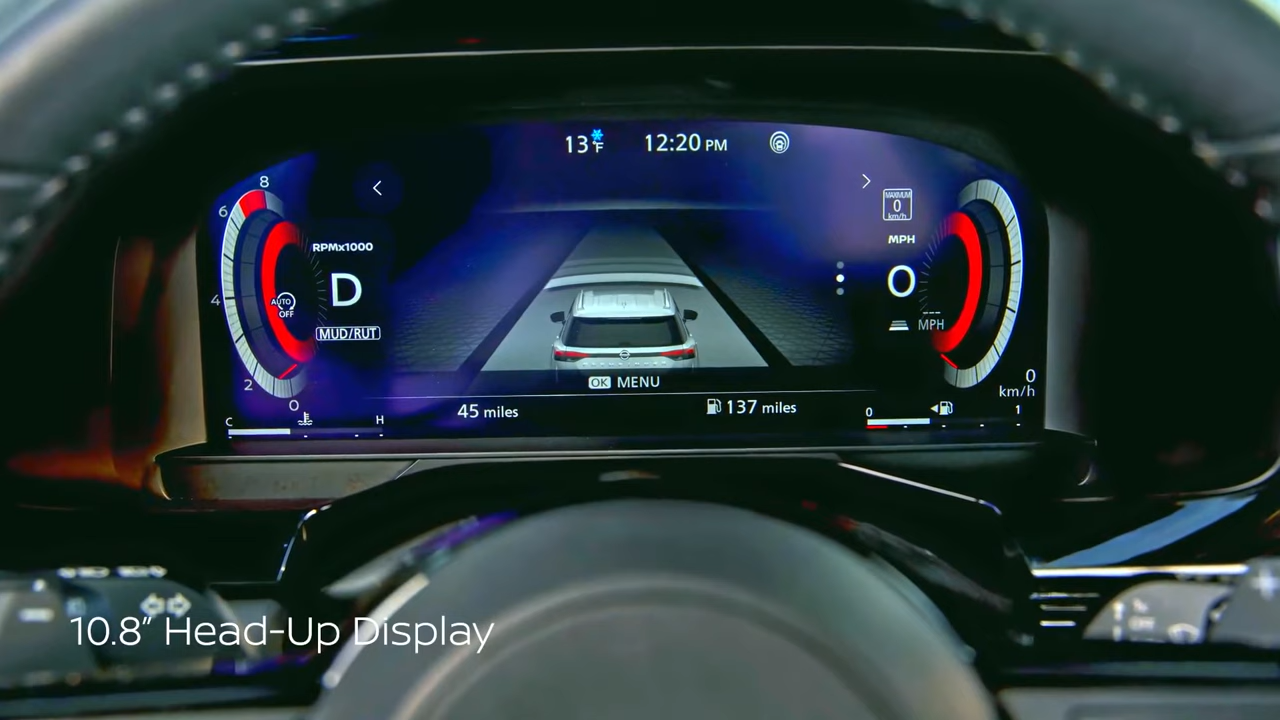 13°F
12:20 PM
8
6
4
2
0
RPMx1000
D
AUTO
OFF
MUD/RUT
MAXIMUM
0
km/h
MPH
0
--- MPH
0
km/h
OK MENU
45 miles
137 miles
C H
0 1
10.8” Head-Up Display